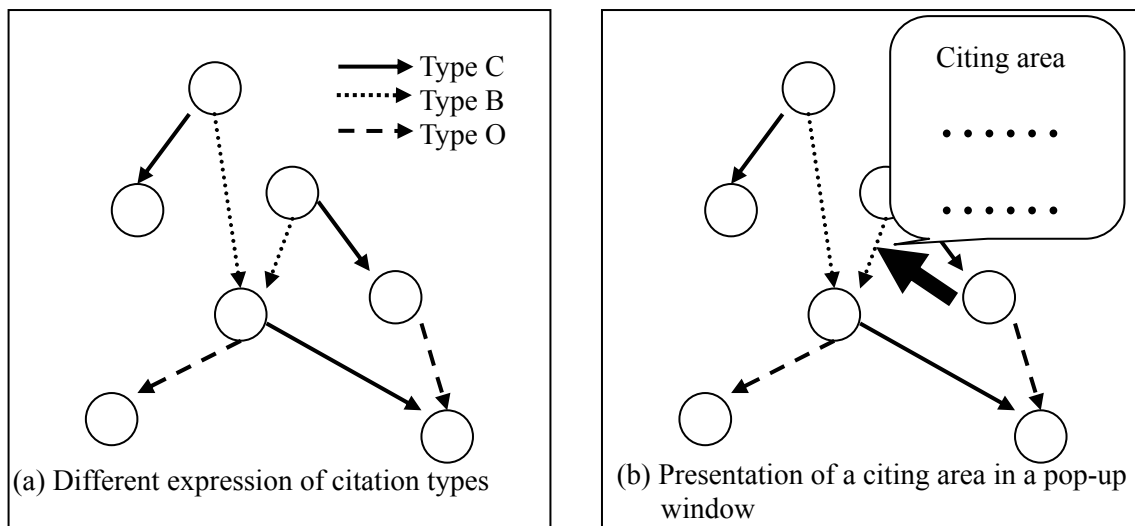 Type C
Type B
Type O
(a) Different expression of citation types
Citing area
• • • • • •
• • • • • •
(b) Presentation of a citing area in a pop-up
window